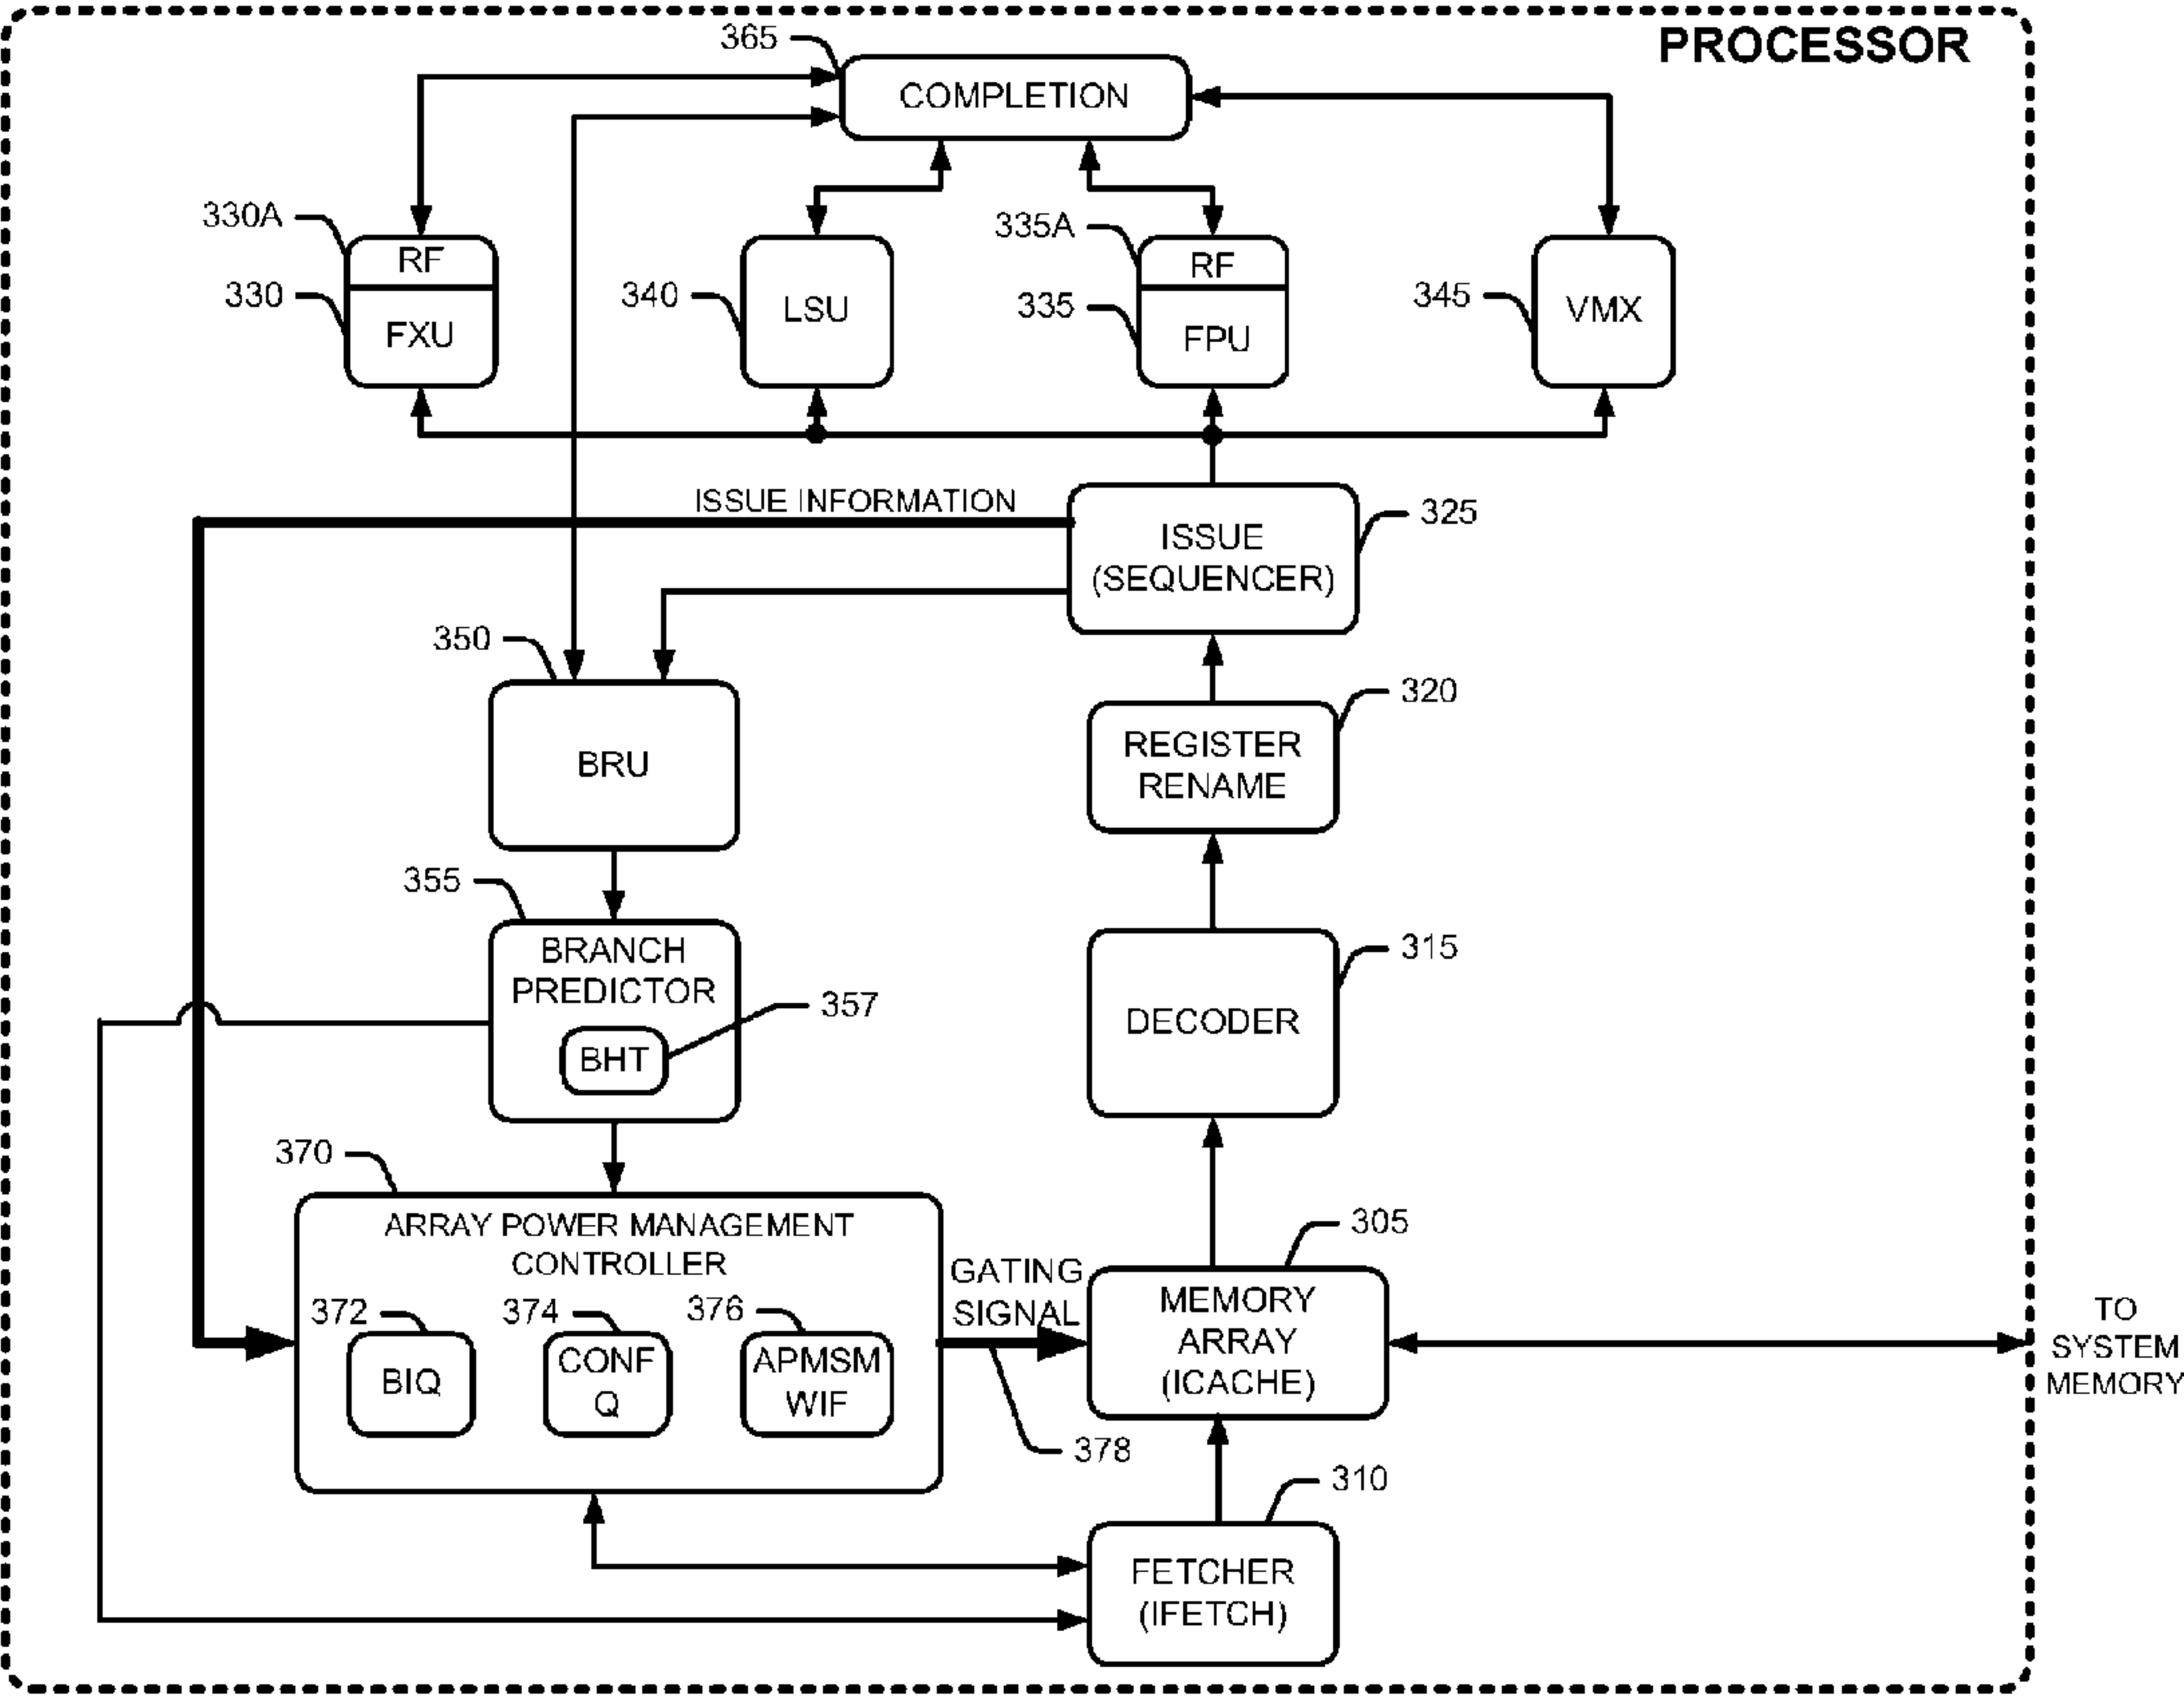 PROCESSOR
365
COMPLETION
330A
RF
330
FXU
340
LSU
335A
RF
335
FPU
345
VMX
ISSUE INFORMATION
ISSUE
(SEQUENCER)
325
350
BRU
320
REGISTER
RENAME
355
BRANCH
PREDICTOR
357
BHT
315
DECODER
370
ARRAY POWER MANAGEMENT
CONTROLLER
372
BIQ
374
CONF
Q
376
APMSM
WIF
GATING
SIGNAL
378
305
MEMORY
ARRAY
(ICACHE)
TO
SYSTEM
MEMORY
310
FETCHER
(IFETCH)